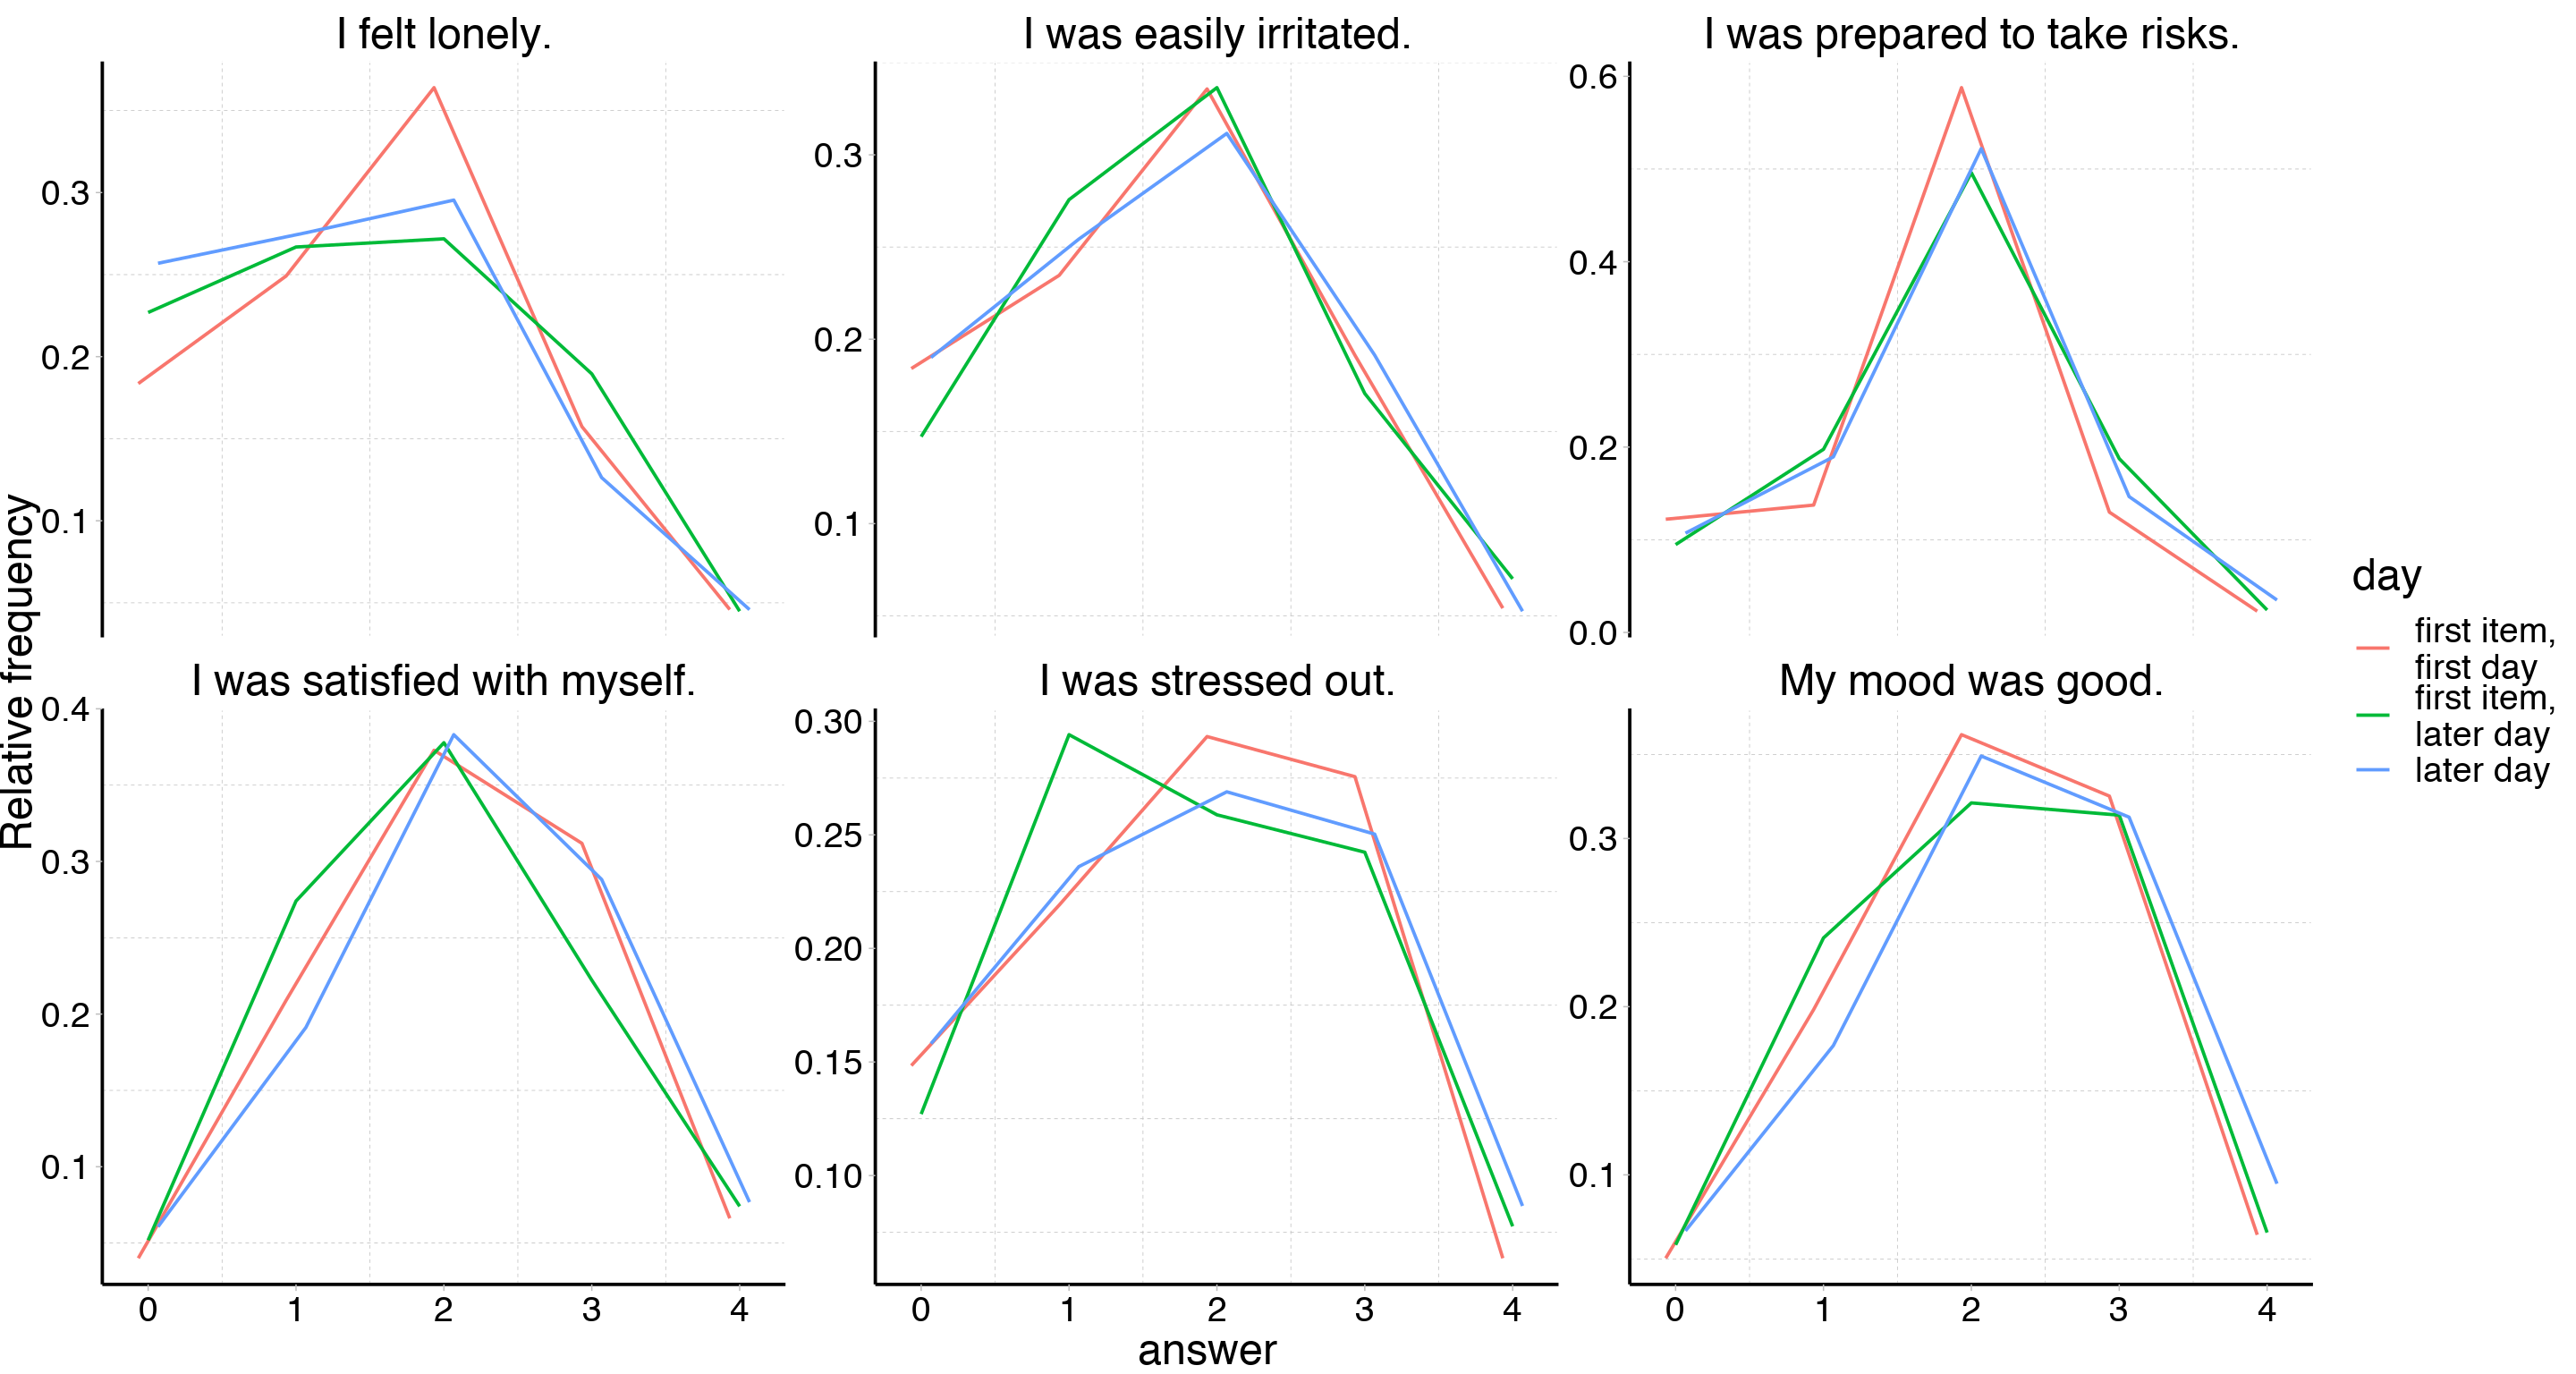 I felt lonely.
I was easily irritated.
I was prepared to take risks.
0.3
0.2
0.1
0.3
0.2
0.1
0.6
0.4
0.2
0.0
I was satisfied with myself.
I was stressed out.
My mood was good.
0.4
0.3
0.2
0.1
0.30
0.25
0.20
0.15
0.10
0.3
0.2
0.1
0 1 2 3 4
0 1 2 3 4
0 1 2 3 4
Relative frequency
answer
day
first item,
first day
first item,
later day
later day